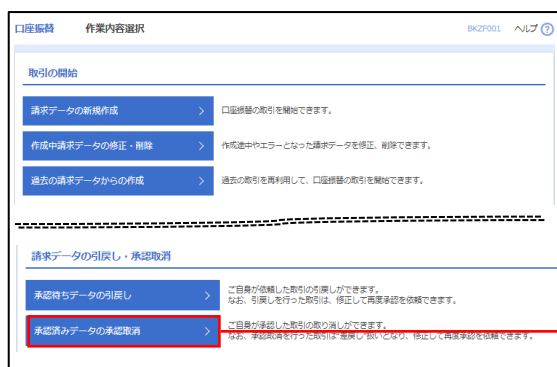 口座振替 作業内容選択 BKZF001 ヘルプ ?
取引の開始
請求データの新規作成 口座振替の取引を開始できます。
作成中請求データの修正・削除 作成途中やエラーとなった請求データを修正、削除できます。
過去の請求データからの作成 過去の取引を再利用して、口座振替の取引を開始できます。
請求データの引戻し・承認取消
承認待ちデータの引戻し ご自身が依頼した取引の引戻しができます。
なお、引戻しを行った取引は、修正して再度承認を依頼できます。
承認済みデータの承認取消 ご自身が承認した取引の取り消しができます。
なお、承認取消を行った取引は"差戻し"扱いとなり、修正して再度承認を依頼できます。